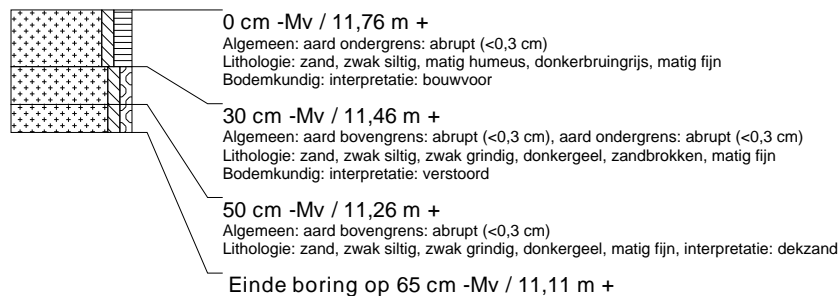 0 cm -Mv / 11,76 m +
Algemeen: aard ondergrens: abrupt (<0,3 cm)
Lithologie: zand, zwak siltig, matig humeus, donkerbruingrijs, matig fijn
Bodemkundig: interpretatie: bouwvoor
30 cm -Mv / 11,46 m +
Algemeen: aard bovengrens: abrupt (<0,3 cm), aard ondergrens: abrupt (<0,3 cm)
Lithologie: zand, zwak siltig, zwak grindig, donkergeel, zandbrokken, matig fijn
Bodemkundig: interpretatie: verstoord
50 cm -Mv / 11,26 m +
Algemeen: aard bovengrens: abrupt (<0,3 cm)
Lithologie: zand, zwak siltig, zwak grindig, donkergeel, matig fijn, interpretatie: dekzand
Einde boring op 65 cm -Mv / 11,11 m +